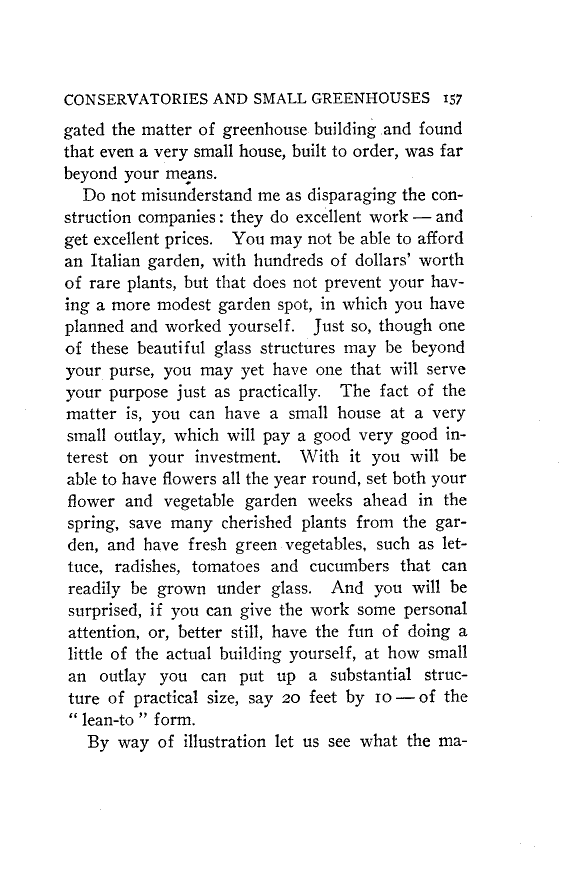 CONSERVATORIES AND SMALL GREENHOUSES 157
gated the matter of greenhouse building and found
that even a very small house, built to order, was far
beyond your means.
Do not misunderstand me as disparaging the con-
struction companies: they do excellent work — and
get excellent prices. You may not be able to afford
an Italian garden, with hundreds of dollars' worth
of rare plants, but that does not prevent your hav-
ing a more modest garden spot, in which you have
planned and worked yourself. Just so, though one
of these beautiful glass structures may be beyond
your purse, you may yet have one that will serve
your purpose just as practically. The fact of the
matter is, you can have a small house at a very
small outlay, which will pay a good very good in-
terest on your investment. With it you will be
able to have flowers all the year round, set both your
flower and vegetable garden weeks ahead in the
spring, save many cherished plants from the gar-
den, and have fresh green vegetables, such as let-
tuce, radishes, tomatoes and cucumbers that can
readily be grown under glass. And you will be
surprised, if you can give the work some personal
attention, or, better still, have the fun of doing a
little of the actual building yourself, at how small
an outlay you can put up a substantial struc-
ture of practical size, say 20 feet by 10 — of the
" lean-to " form.
By way of illustration let us see what the ma-